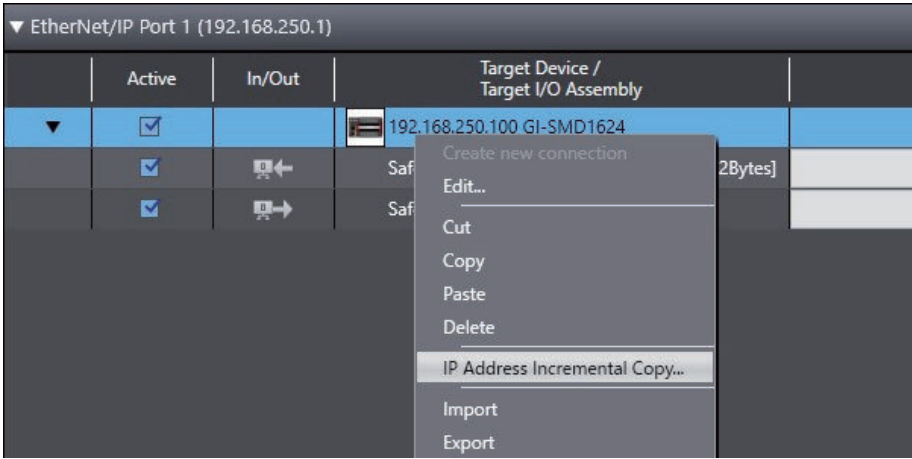 ▼ EtherNet/IP Port 1 (192.168.250.1)
Active
In/Out
Target Device /
Target I/O Assembly
192.168.250.100 GI-SMD1624
Saf
2Bytes]
Saf
Create new connection
Edit...
Cut
Copy
Paste
Delete
IP Address Incremental Copy...
Import
Export